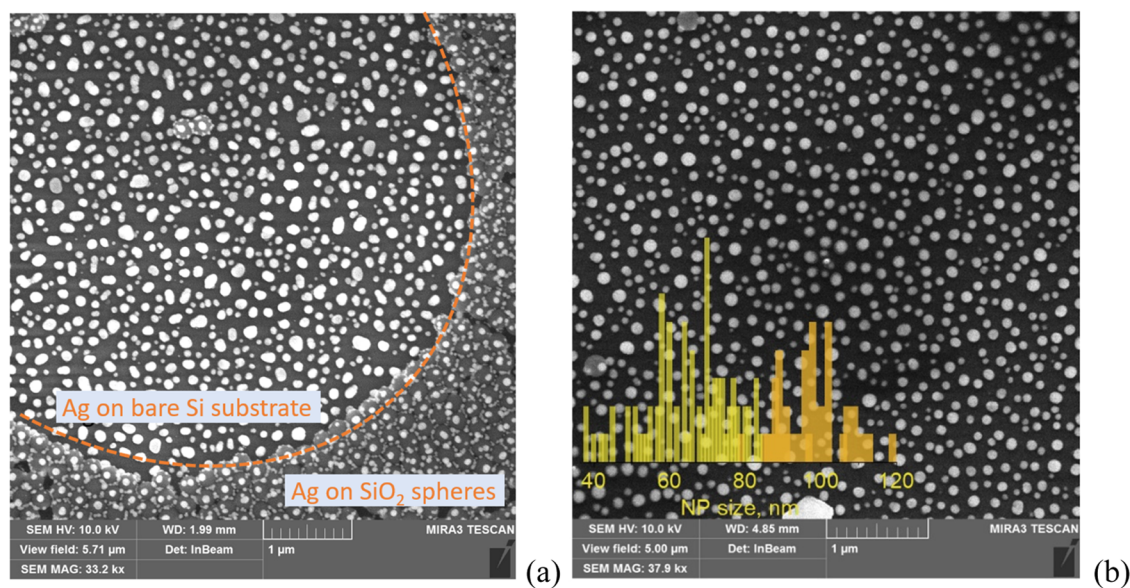 Ag on bare Si substrate
Ag on SiO₂ spheres
SEM HV: 10.0 kV WD: 1.99 mm MIRA3 TESCAN
View field: 5.71 µm Det: InBeam 1 µm
SEM MAG: 33.2 kx
(a)
40 60 80 100 120
NP size, nm
SEM HV: 10.0 kV WD: 4.85 mm MIRA3 TESCAN
View field: 5.00 µm Det: InBeam 1 µm
SEM MAG: 37.9 kx
(b)